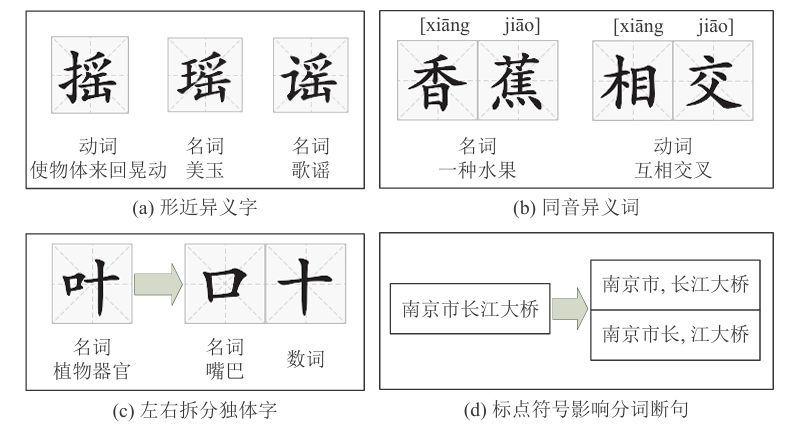 摇 瑶 谣
动词 名词 名词
使物体来回晃动 美玉 歌谣
(a) 形近异义字
[xiāng jiāo] [xiāng jiāo]
香 蕉 相 交
名词 动词
一种水果 互相交叉
(b) 同音异义词
叶 口 十
名词 名词 数词
植物器官 嘴巴
(c) 左右拆分独体字
南京市长江大桥
南京市, 长江大桥
南京市长, 江大桥
(d) 标点符号影响分词断句